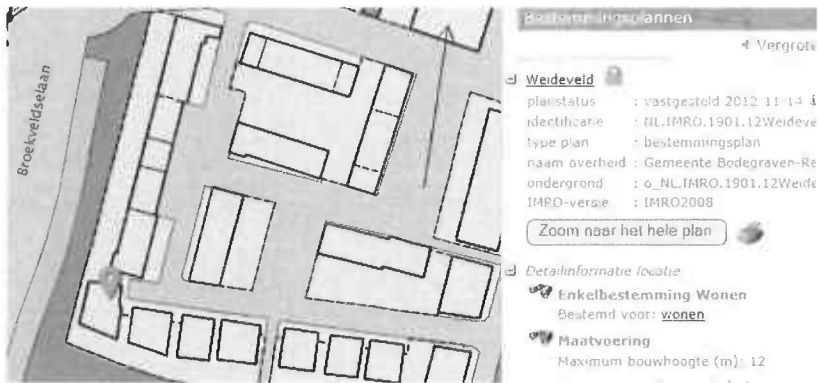 Broekveldselaan
Bestemmingsplannen
Vergrote
Weideveld
planstatus : vastgesteld 2012-11-14 i
identificatie : NL.IMRO.1901.12Weideve
type plan : bestemmingsplan
naam overheid : Gemeente Bodegraven-Re
ondergrond : o_NL.IMRO.1901.12Weide
IMRO-versie : IMRO2008
Zoom naar het hele plan
Detailinformatie locatie
Enkelbestemming Wonen
Bestemd voor: wonen
Maatvoering
Maximum bouwhoogte (m): 12